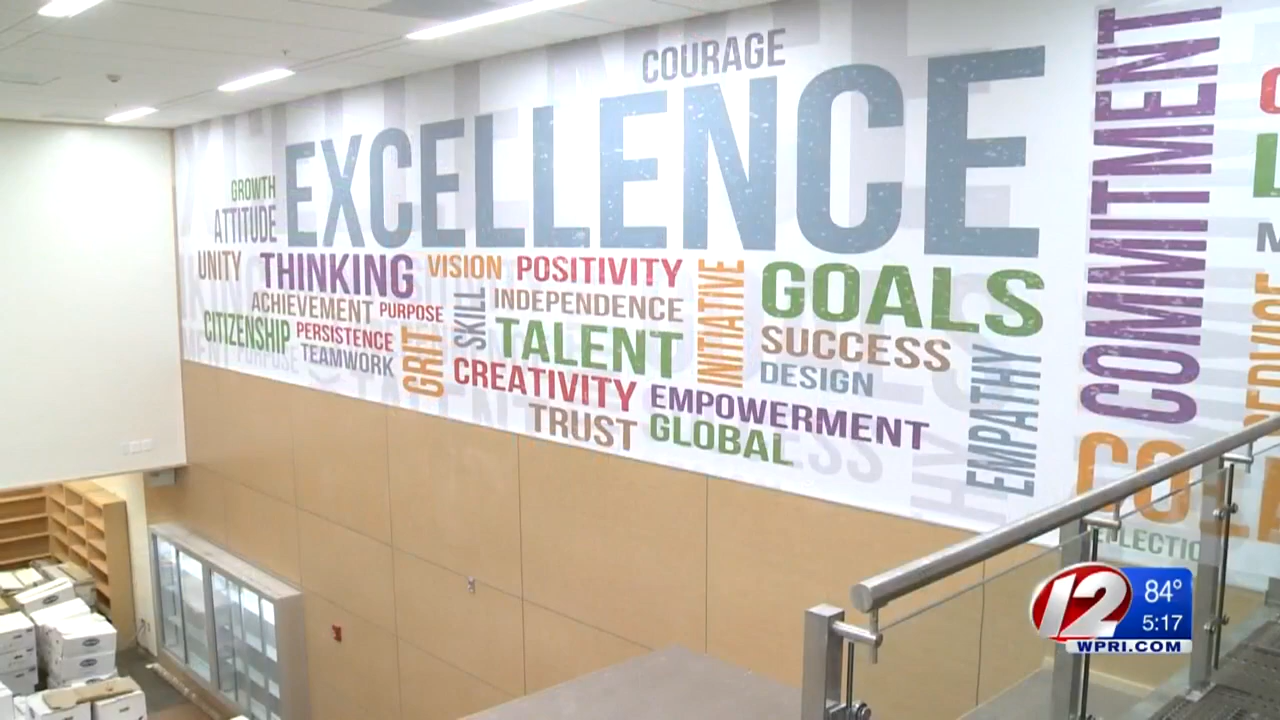 COURAGE
EXCELLENCE
GROWTH
ATTITUDE
UNITY
THINKING
VISION
POSITIVITY
ACHIEVEMENT
PURPOSE
SKILL
INDEPENDENCE
INITIATIVE
GOALS
CITIZENSHIP
PERSISTENCE
TEAMWORK
GRIT
TALENT
SUCCESS
DESIGN
CREATIVITY
EMPOWERMENT
TRUST
GLOBAL
EMPATHY
COMMITMENT
12
84°
5:17
WPRI.COM